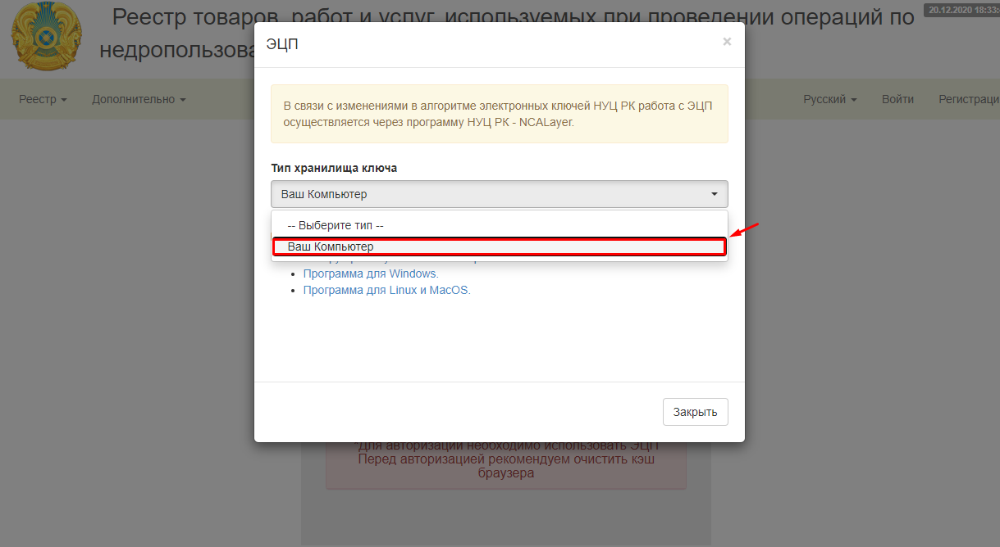 Реестр товаров, работ и услуг, используемых при проведении операций по
недропользова
20.12.2020 18:33:
ЭЦП
×
Реестр
Дополнительно
Русский
Войти
Регистраци
В связи с изменениями в алгоритме электронных ключей НУЦ РК работа с ЭЦП
осуществляется через программу НУЦ РК - NCALayer.
Тип хранилища ключа
Ваш Компьютер
-- Выберите тип --
Ваш Компьютер
Программа для Windows.
Программа для Linux и MacOS.
Закрыть
*Для авторизации необходимо использовать ЭЦП
Перед авторизацией рекомендуем очистить кэш
браузера